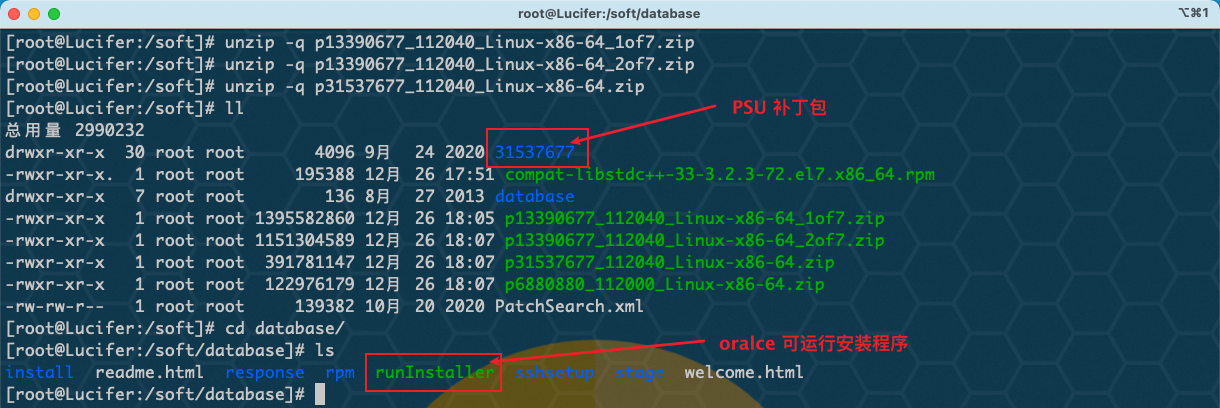 root@Lucifer:/soft/database
⌥⌘1
[root@Lucifer:/soft]# unzip -q p13390677_112040_Linux-x86-64_1of7.zip
[root@Lucifer:/soft]# unzip -q p13390677_112040_Linux-x86-64_2of7.zip
[root@Lucifer:/soft]# unzip -q p31537677_112040_Linux-x86-64.zip
[root@Lucifer:/soft]# ll
PSU 补丁包
总用量 2990232
drwxr-xr-x 30 root root 4096 9月 24 2020 31537677
-rwxr-xr-x. 1 root root 195388 12月 26 17:51 compat-libstdc++-33-3.2.3-72.el7.x86_64.rpm
drwxr-xr-x 7 root root 136 8月 27 2013 database
-rwxr-xr-x 1 root root 1395582860 12月 26 18:05 p13390677_112040_Linux-x86-64_1of7.zip
-rwxr-xr-x 1 root root 1151304589 12月 26 18:07 p13390677_112040_Linux-x86-64_2of7.zip
-rwxr-xr-x 1 root root 391781147 12月 26 18:07 p31537677_112040_Linux-x86-64.zip
-rwxr-xr-x 1 root root 122976179 12月 26 18:07 p6880880_112000_Linux-x86-64.zip
-rw-rw-r-- 1 root root 139382 10月 20 2020 PatchSearch.xml
[root@Lucifer:/soft]# cd database/
[root@Lucifer:/soft/database]# ls
oralce 可运行安装程序
install readme.html response rpm runInstaller sshsetup stage welcome.html
[root@Lucifer:/soft/database]#